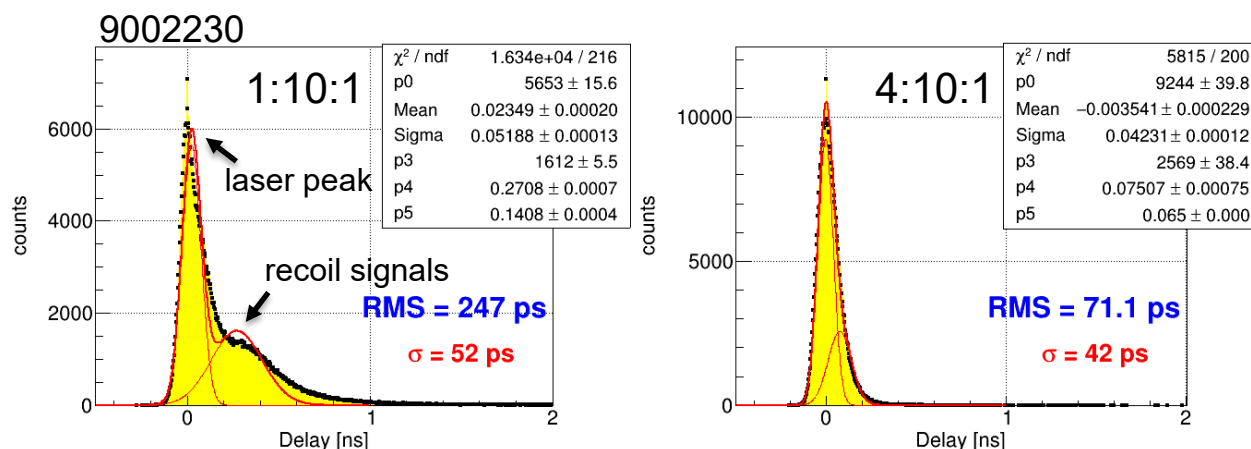 9002230
1:10:1
χ² / ndf 1.634e+04 / 216
p0 5653 ± 15.6
Mean 0.02349 ± 0.00020
Sigma 0.05188 ± 0.00013
p3 1612 ± 5.5
p4 0.2708 ± 0.0007
p5 0.1408 ± 0.0004
laser peak
recoil signals
RMS = 247 ps
σ = 52 ps
counts
6000
4000
2000
0
0 1 2
Delay [ns]
4:10:1
χ² / ndf 5815 / 200
p0 9244 ± 39.8
Mean −0.003541 ± 0.000229
Sigma 0.04231 ± 0.00012
p3 2569 ± 38.4
p4 0.07507 ± 0.00075
p5 0.065 ± 0.000
RMS = 71.1 ps
σ = 42 ps
counts
10000
5000
0
0 1 2
Delay [ns]